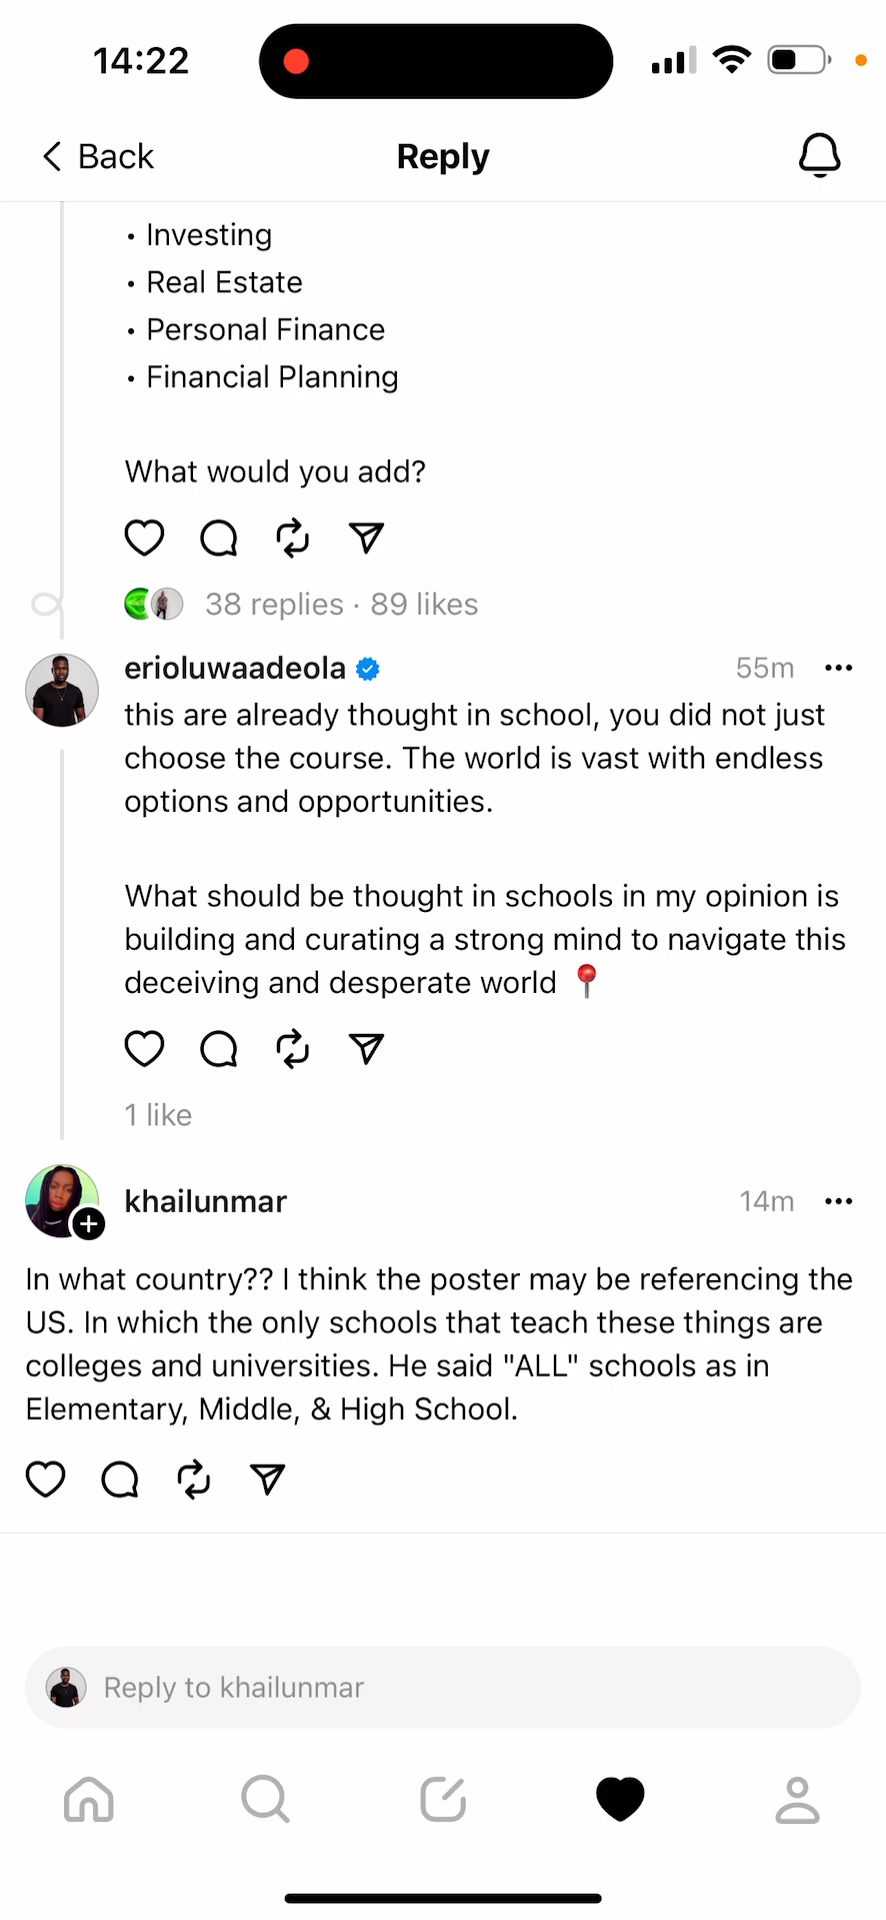 14:22
Back
Reply
• Investing
• Real Estate
• Personal Finance
• Financial Planning
What would you add?
38 replies · 89 likes
erioluwaadeola 55m
this are already thought in school, you did not just
choose the course. The world is vast with endless
options and opportunities.
What should be thought in schools in my opinion is
building and curating a strong mind to navigate this
deceiving and desperate world 📍
1 like
khailunmar 14m
In what country?? I think the poster may be referencing the
US. In which the only schools that teach these things are
colleges and universities. He said "ALL" schools as in
Elementary, Middle, & High School.
Reply to khailunmar